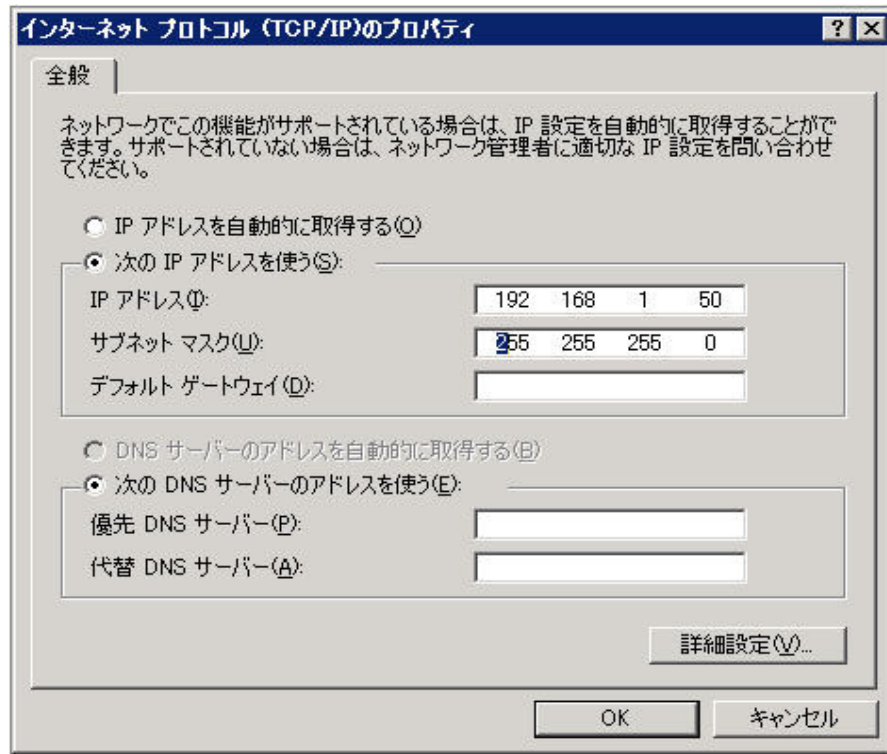 インターネット プロトコル (TCP/IP)のプロパティ
? ×
全般
ネットワークでこの機能がサポートされている場合は、IP 設定を自動的に取得することがで
きます。サポートされていない場合は、ネットワーク管理者に適切な IP 設定を問い合わせ
てください。
IP アドレスを自動的に取得する(O)
次の IP アドレスを使う(S):
IP アドレス(I): 192 168 1 50
サブネット マスク(U): 255 255 255 0
デフォルト ゲートウェイ(D):
DNS サーバーのアドレスを自動的に取得する(B)
次の DNS サーバーのアドレスを使う(E):
優先 DNS サーバー(P):
代替 DNS サーバー(A):
詳細設定(V)...
OK キャンセル